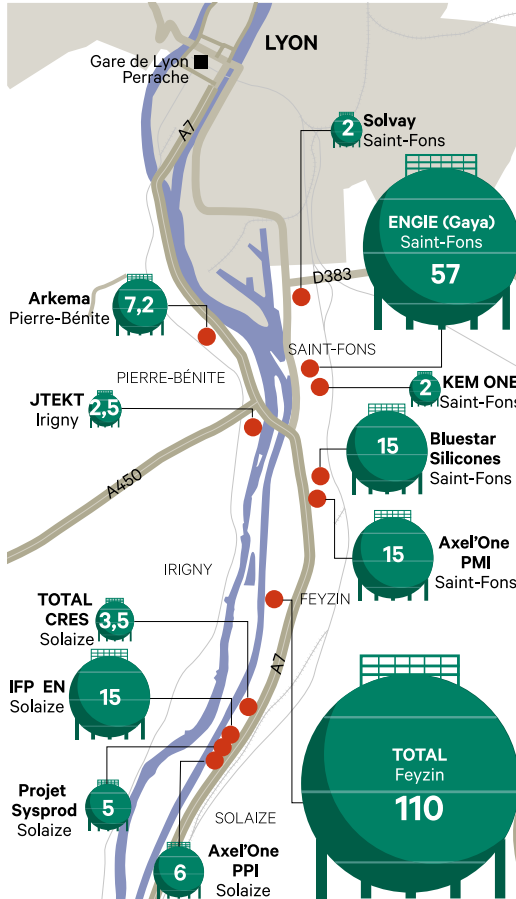 LYON
Gare de Lyon
Perrache
A7
2
Solvay
Saint-Fons
ENGIE (Gaya)
Saint-Fons
57
D383
Arkema
Pierre-Bénite
7,2
SAINT-FONS
PIERRE-BÉNITE
JTEKT
Irigny
2,5
2
KEM ONE
Saint-Fons
15
Bluestar
Silicones
Saint-Fons
A450
15
Axel'One
PMI
Saint-Fons
IRIGNY
FEYZIN
TOTAL
CRES
Solaize
3,5
A7
IFP EN
Solaize
15
TOTAL
Feyzin
110
Projet
Sysprod
Solaize
5
SOLAIZE
6
Axel'One
PPI
Solaize